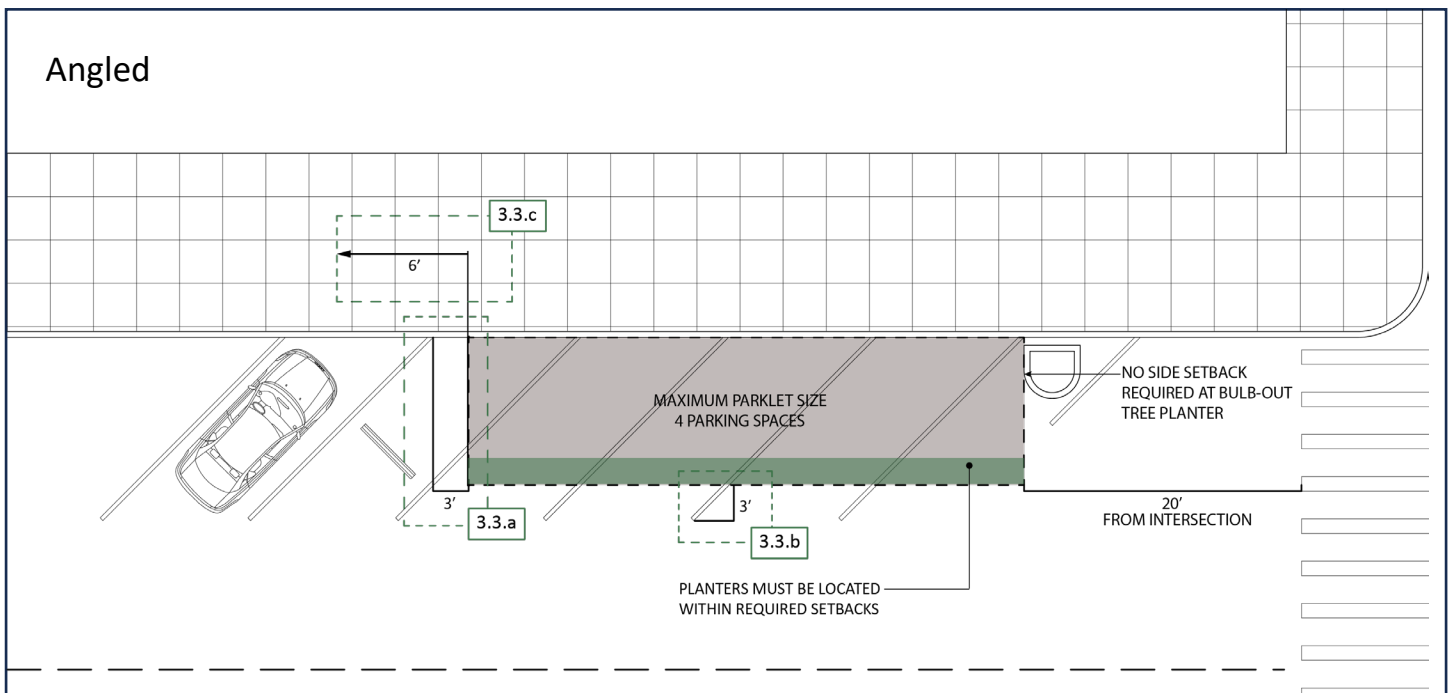 Angled
3.3.c
6’
MAXIMUM PARKLET SIZE
4 PARKING SPACES
NO SIDE SETBACK
REQUIRED AT BULB-OUT
TREE PLANTER
3’
3.3.a
3’
3.3.b
20’
FROM INTERSECTION
PLANTERS MUST BE LOCATED
WITHIN REQUIRED SETBACKS